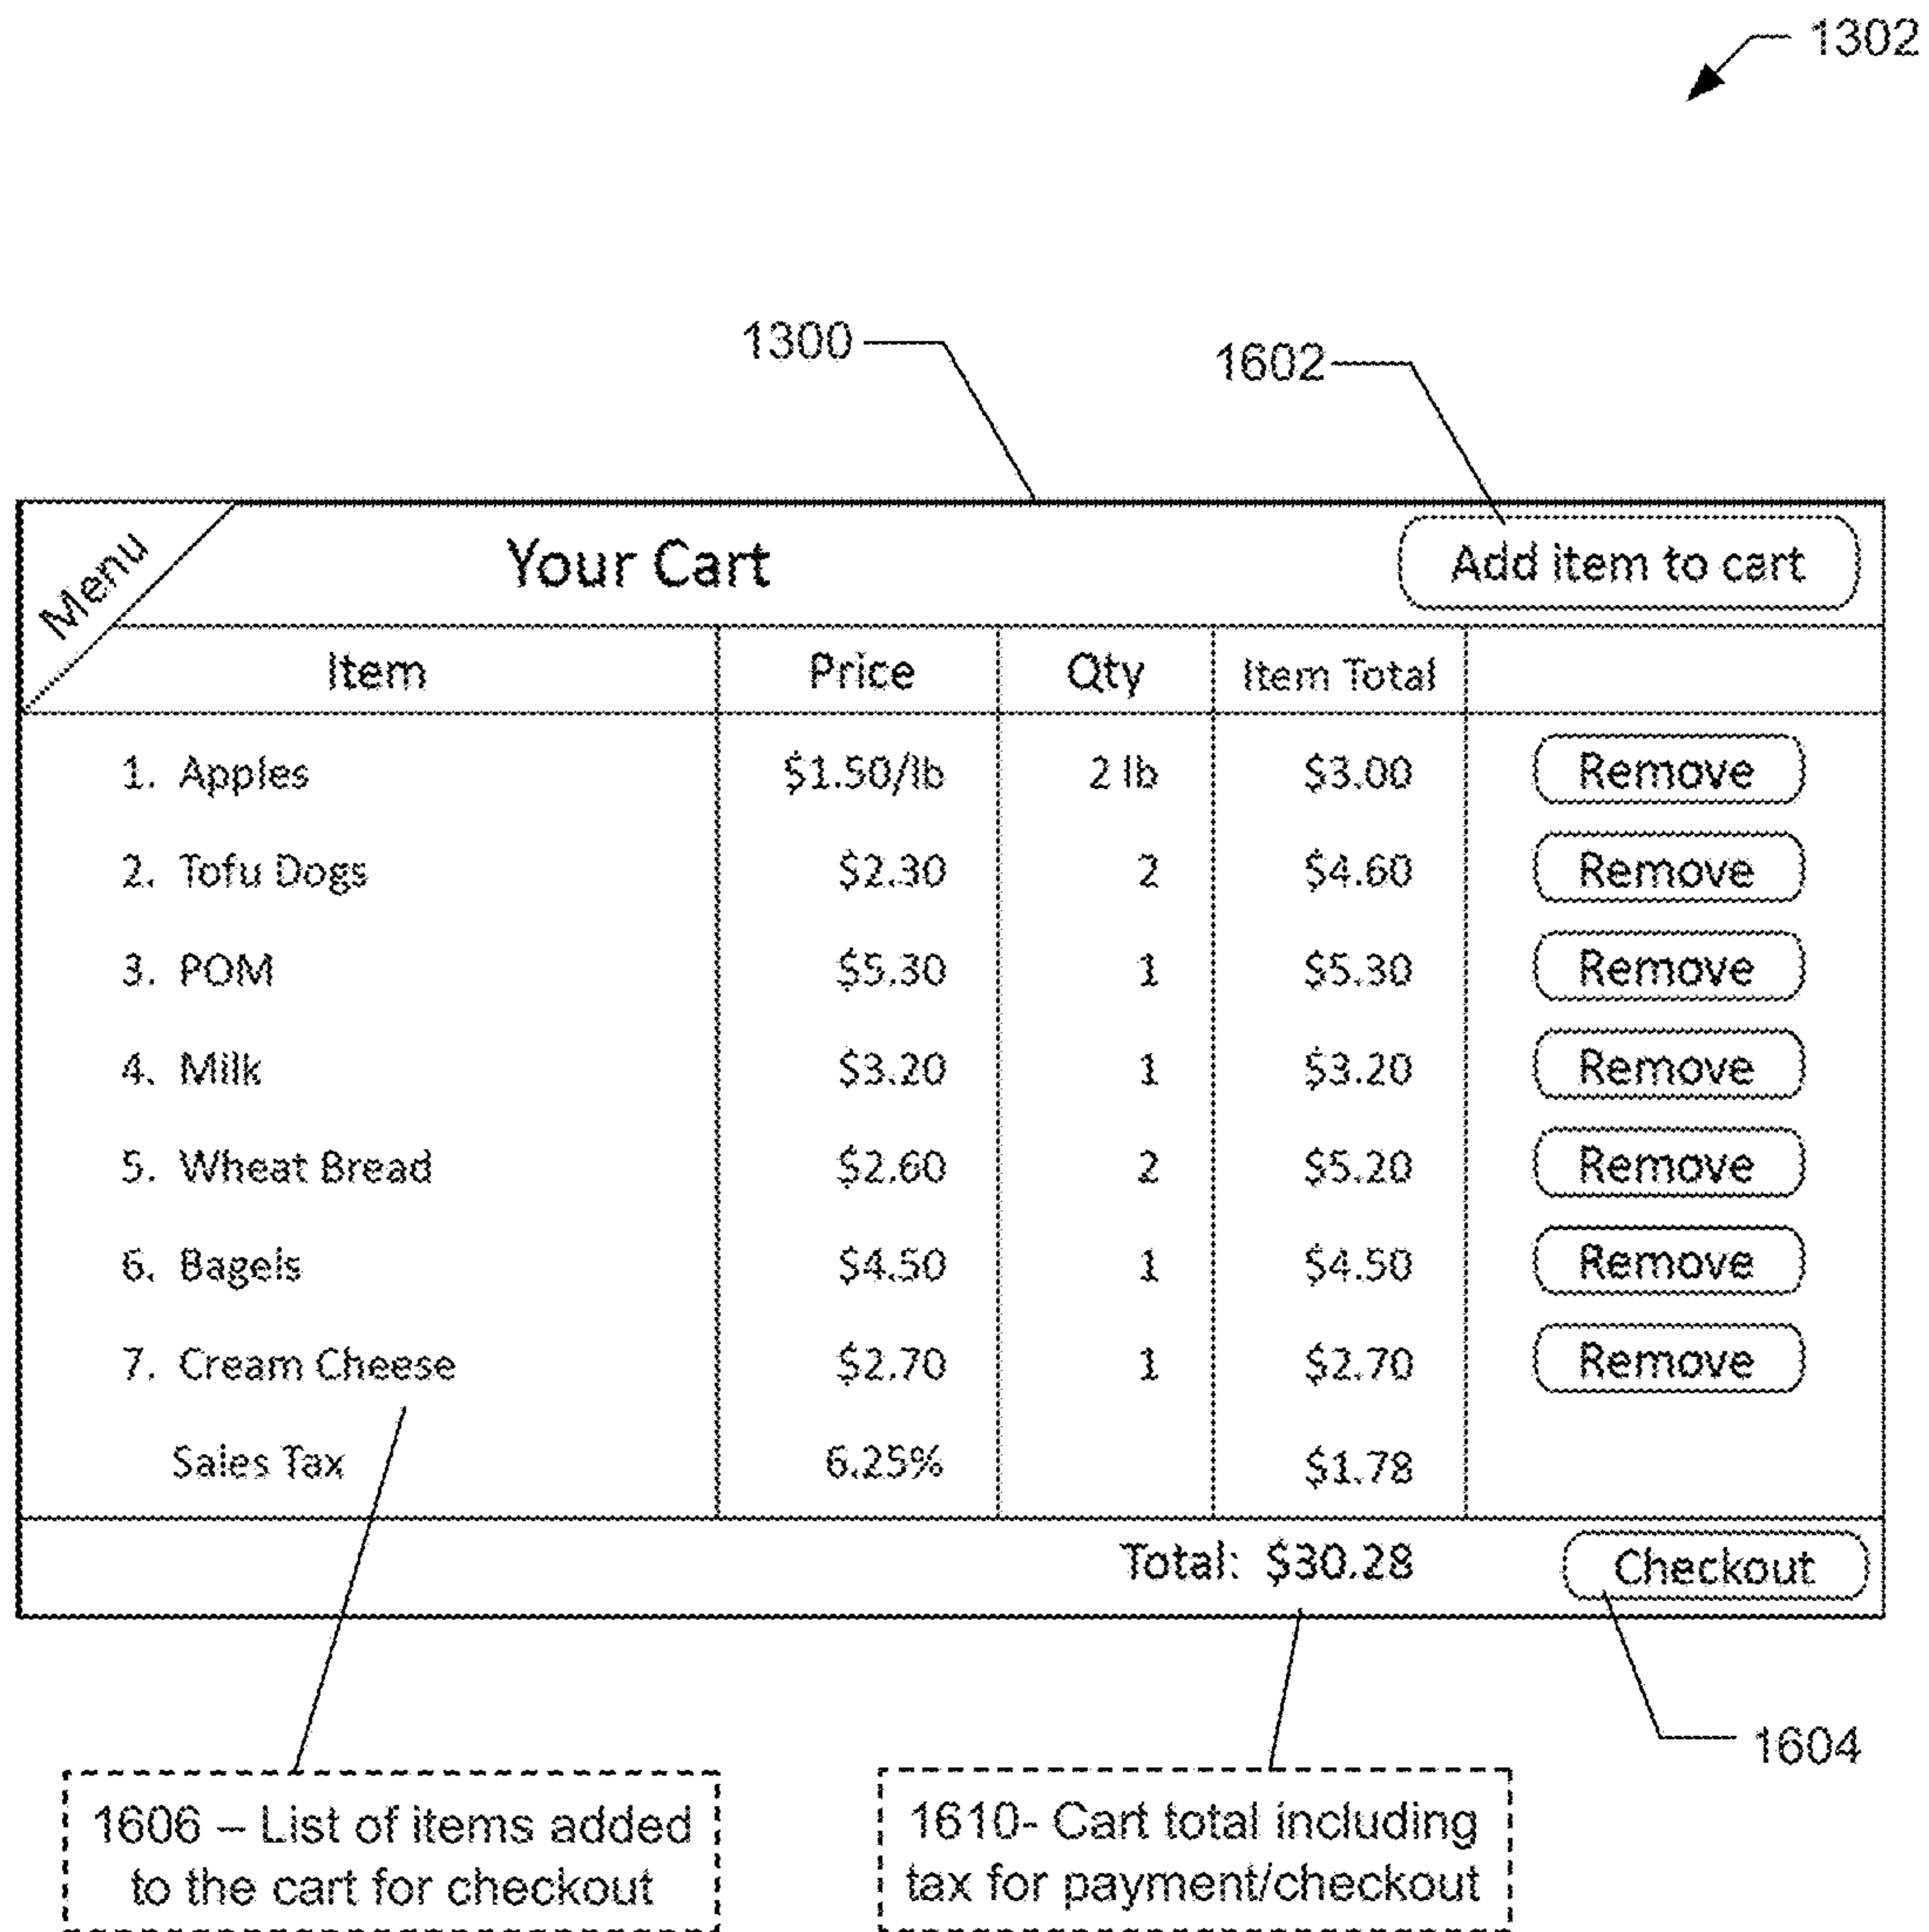 1302
1300
1602
Menu
Your Cart
Add item to cart
Item Price Qty Item Total
1. Apples $1.50/lb 2 lb $3.00 Remove
2. Tofu Dogs $2.30 2 $4.60 Remove
3. POM $5.30 1 $5.30 Remove
4. Milk $3.20 1 $3.20 Remove
5. Wheat Bread $2.60 2 $5.20 Remove
6. Bagels $4.50 1 $4.50 Remove
7. Cream Cheese $2.70 1 $2.70 Remove
Sales Tax 6.25% $1.78
Total: $30.28 Checkout
1604
1606 – List of items added
to the cart for checkout
1610- Cart total including
tax for payment/checkout